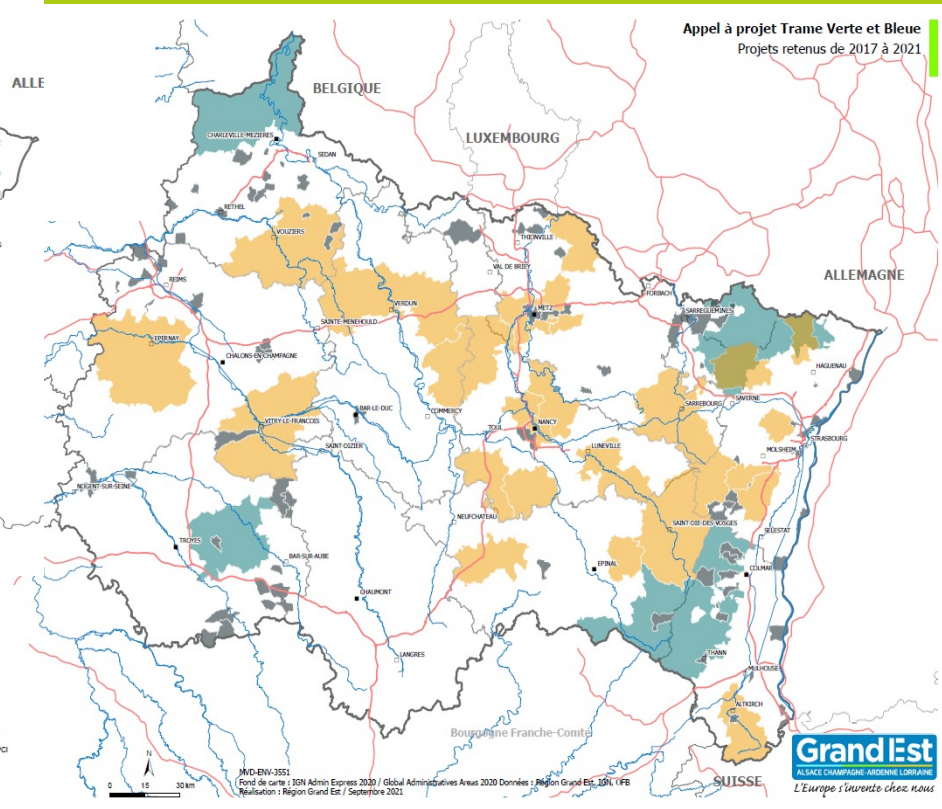 Appel à projet Trame Verte et Bleue
Projets retenus de 2017 à 2021
ALLE
BELGIQUE
LUXEMBOURG
CHARLEVILLE-MEZIERES
SEDAN
RETHEL
VOUZIERS
THIONVILLE
VAL DE BRIEY
ALLEMAGNE
REIMS
FORBACH
VERDUN
METZ
SARREGUEMINES
SAINTE-MENEHOULD
EPERNAY
CHALONS-EN-CHAMPAGNE
HAGUENAU
SARREBOURG
SAVERNE
BAR-LE-DUC
COMMERCY
VITRY-LE-FRANCOIS
TOUL
NANCY
STRASBOURG
SAINT-DIZIER
LUNEVILLE
MOLSHEIM
NOGENT-SUR-SEINE
NEUFCHATEAU
SAINT-DIE-DES-VOSGES
SELESTAT
TROYES
BAR-SUR-AUBE
EPINAL
COLMAR
CHAUMONT
THANN
LANGRES
MULHOUSE
ALTKIRCH
Bourgogne Franche-Comté
PCI
N
0 15 30 km
MVD-ENV-3551
Fond de carte : IGN Admin Express 2020 / Global Administratives Areas 2020 Données : Région Grand Est, IGN, OFB
Réalisation : Région Grand Est / Septembre 2021
SUISSE
GrandEst
ALSACE CHAMPAGNE-ARDENNE LORRAINE
L'Europe s'invente chez nous